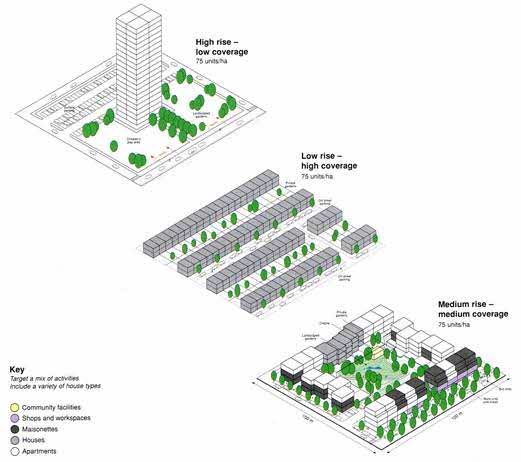 High rise –
low coverage
75 units/ha
Landscaped
gardens
Children's
play area
Low rise –
high coverage
75 units/ha
Private
gardens
On street
parking
On street
parking
Medium rise –
medium coverage
75 units/ha
Private
gardens
Creche
Landscaped
gardens
100 m
100 m
Key
Target a mix of activities
include a variety of house types
Community facilities
Shops and workspaces
Maisonettes
Houses
Apartments